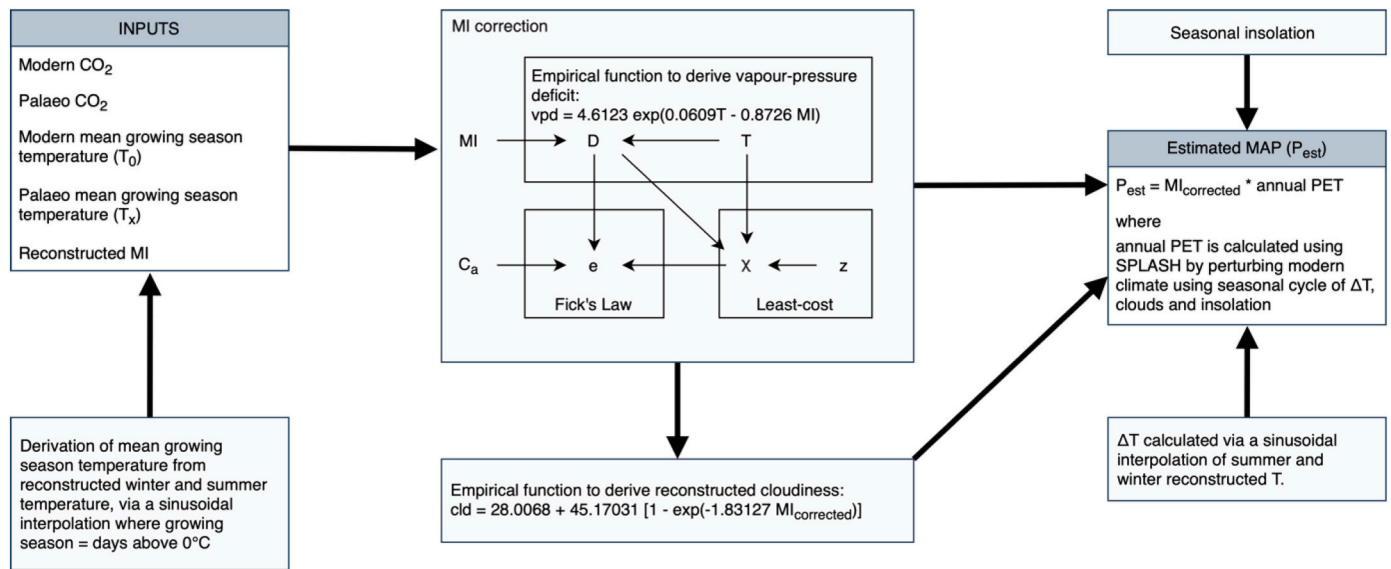 INPUTS
Modern CO₂
Palaeo CO₂
Modern mean growing season
temperature (T₀)
Palaeo mean growing season
temperature (Tₓ)
Reconstructed MI
Derivation of mean growing
season temperature from
reconstructed winter and summer
temperature, via a sinusoidal
interpolation where growing
season = days above 0°C
MI correction
Empirical function to derive vapour-pressure
deficit:
vpd = 4.6123 exp(0.0609T - 0.8726 MI)
MI D T
Cₐ e χ z
Fick's Law Least-cost
Empirical function to derive reconstructed cloudiness:
cld = 28.0068 + 45.17031 [1 - exp(-1.83127 MI_corrected)]
Seasonal insolation
Estimated MAP (P_est)
P_est = MI_corrected * annual PET
where
annual PET is calculated using
SPLASH by perturbing modern
climate using seasonal cycle of ΔT,
clouds and insolation
ΔT calculated via a sinusoidal
interpolation of summer and
winter reconstructed T.